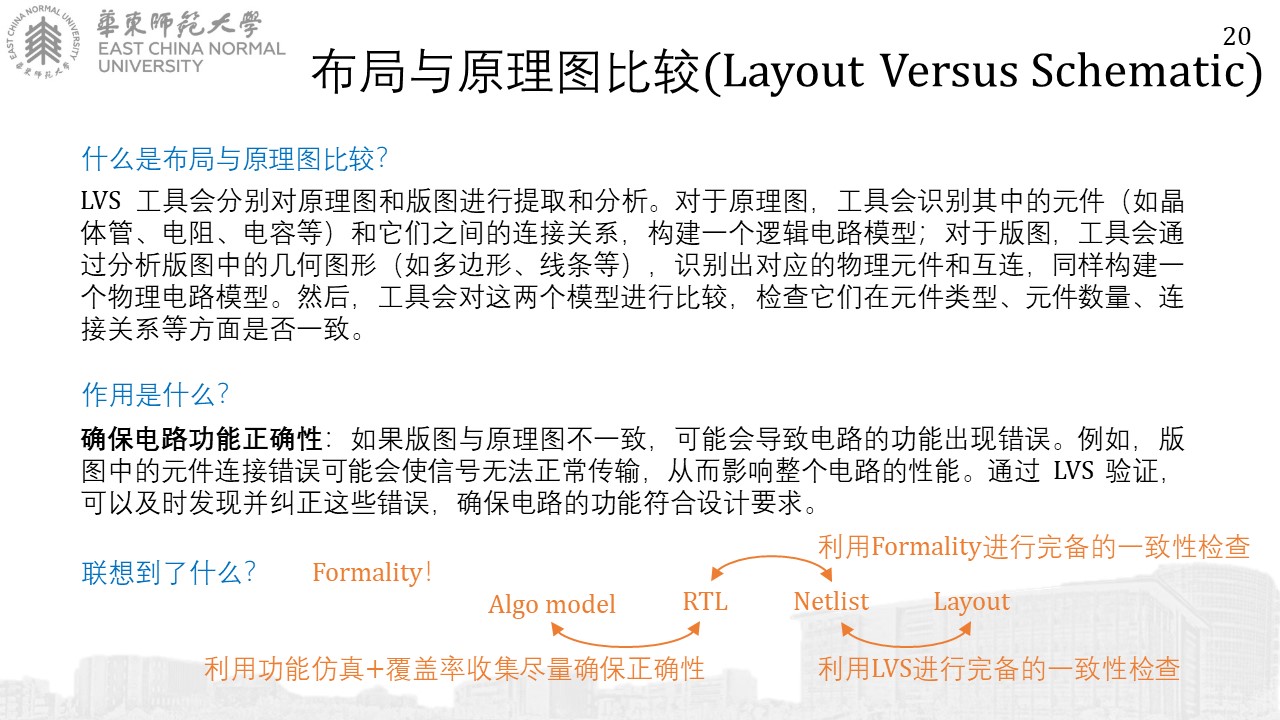 EAST CHINA NORMAL UNIVERSITY
華東师范大學
華東师范大學
EAST CHINA NORMAL
UNIVERSITY
20
布局与原理图比较(Layout Versus Schematic)
什么是布局与原理图比较？
LVS 工具会分别对原理图和版图进行提取和分析。对于原理图，工具会识别其中的元件（如晶
体管、电阻、电容等）和它们之间的连接关系，构建一个逻辑电路模型；对于版图，工具会通
过分析版图中的几何图形（如多边形、线条等），识别出对应的物理元件和互连，同样构建一
个物理电路模型。然后，工具会对这两个模型进行比较，检查它们在元件类型、元件数量、连
接关系等方面是否一致。
作用是什么？
确保电路功能正确性：如果版图与原理图不一致，可能会导致电路的功能出现错误。例如，版
图中的元件连接错误可能会使信号无法正常传输，从而影响整个电路的性能。通过 LVS 验证，
可以及时发现并纠正这些错误，确保电路的功能符合设计要求。
利用Formality进行完备的一致性检查
联想到了什么？ Formality！
Algo model RTL Netlist Layout
利用功能仿真+覆盖率收集尽量确保正确性 利用LVS进行完备的一致性检查